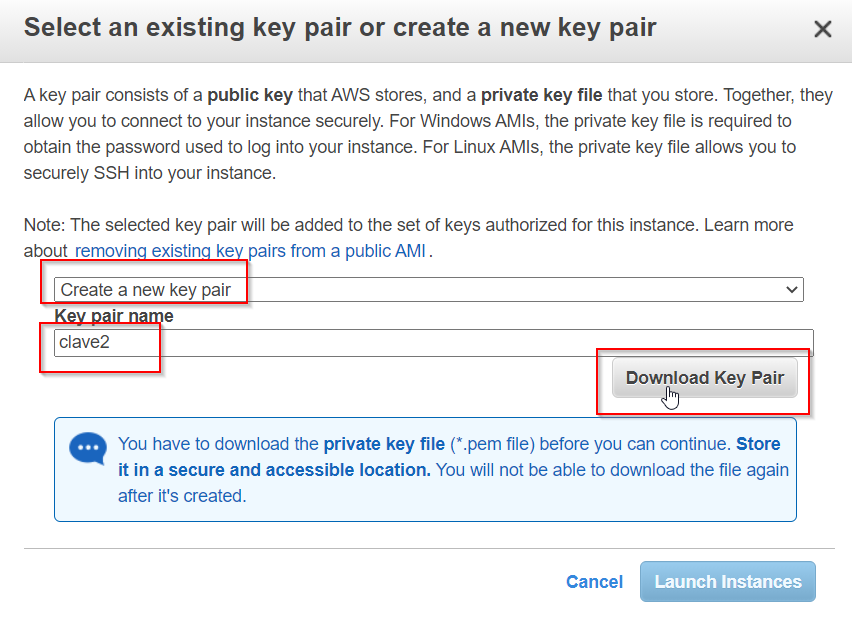 Select an existing key pair or create a new key pair
A key pair consists of a public key that AWS stores, and a private key file that you store. Together, they
allow you to connect to your instance securely. For Windows AMIs, the private key file is required to
obtain the password used to log into your instance. For Linux AMIs, the private key file allows you to
securely SSH into your instance.
Note: The selected key pair will be added to the set of keys authorized for this instance. Learn more
about removing existing key pairs from a public AMI.
Create a new key pair
Key pair name
clave2
Download Key Pair
You have to download the private key file (*.pem file) before you can continue. Store
it in a secure and accessible location. You will not be able to download the file again
after it's created.
Cancel Launch Instances